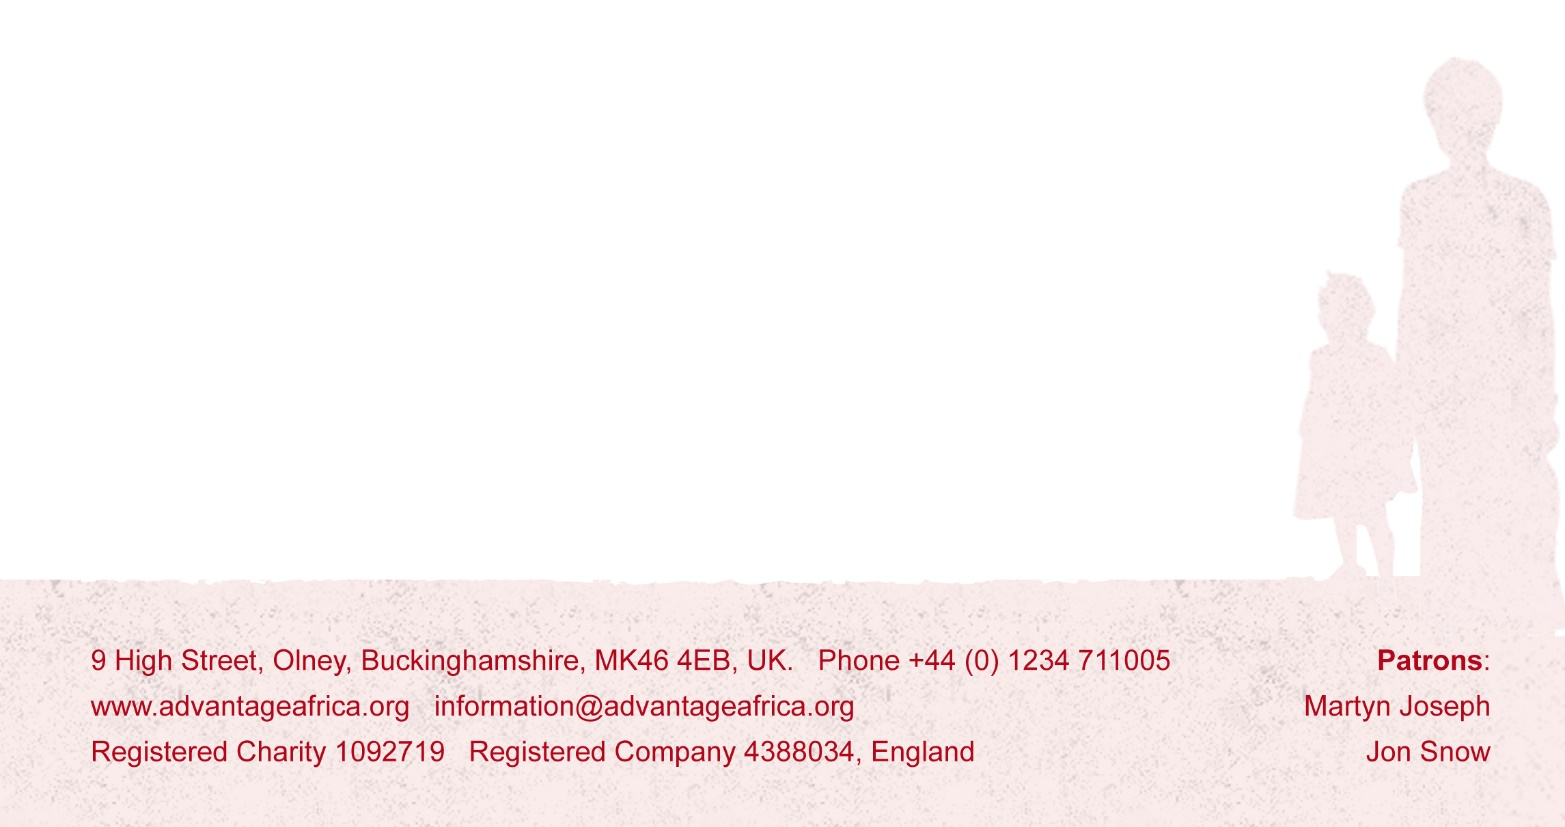 9 High Street, Olney, Buckinghamshire, MK46 4EB, UK.   Phone +44 (0) 1234 711005
www.advantageafrica.org   information@advantageafrica.org
Registered Charity 1092719   Registered Company 4388034, England
Patrons:
Martyn Joseph
Jon Snow